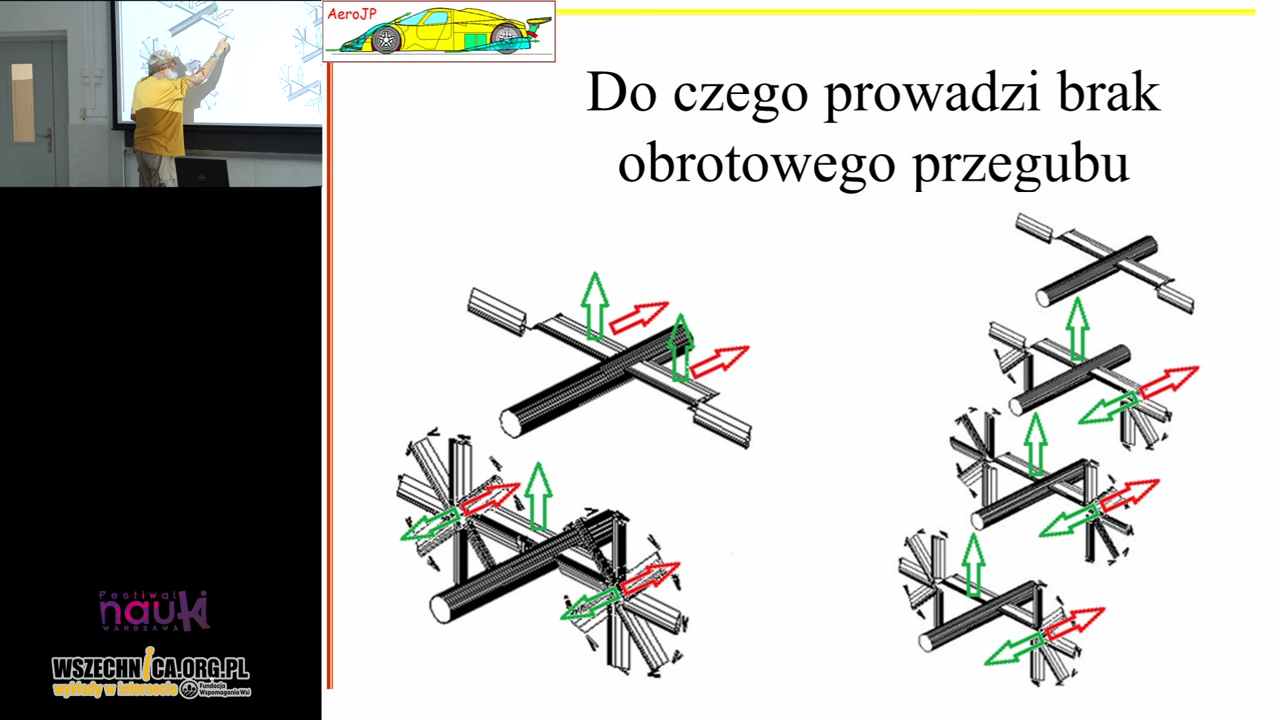 AeroJP
Do czego prowadzi brak
obrotowego przegubu
Festiwal
nauki
WARSZAWA
WSZECHNICA.ORG.PL
wykłady w internecie
Fundacja
Wspomagania Wsi